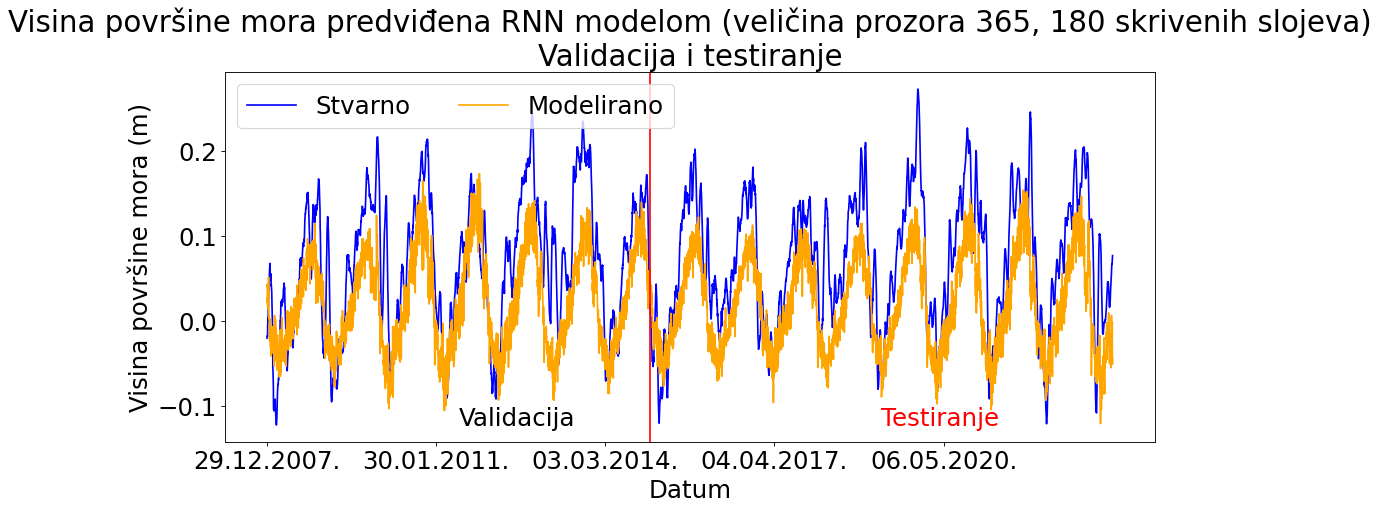 Visina površine mora predviđena RNN modelom (veličina prozora 365, 180 skrivenih slojeva)
Validacija i testiranje
Stvarno
Modelirano
Visina površine mora (m)
0.2
0.1
0.0
−0.1
Validacija
Testiranje
29.12.2007.
30.01.2011.
03.03.2014.
04.04.2017.
06.05.2020.
Datum